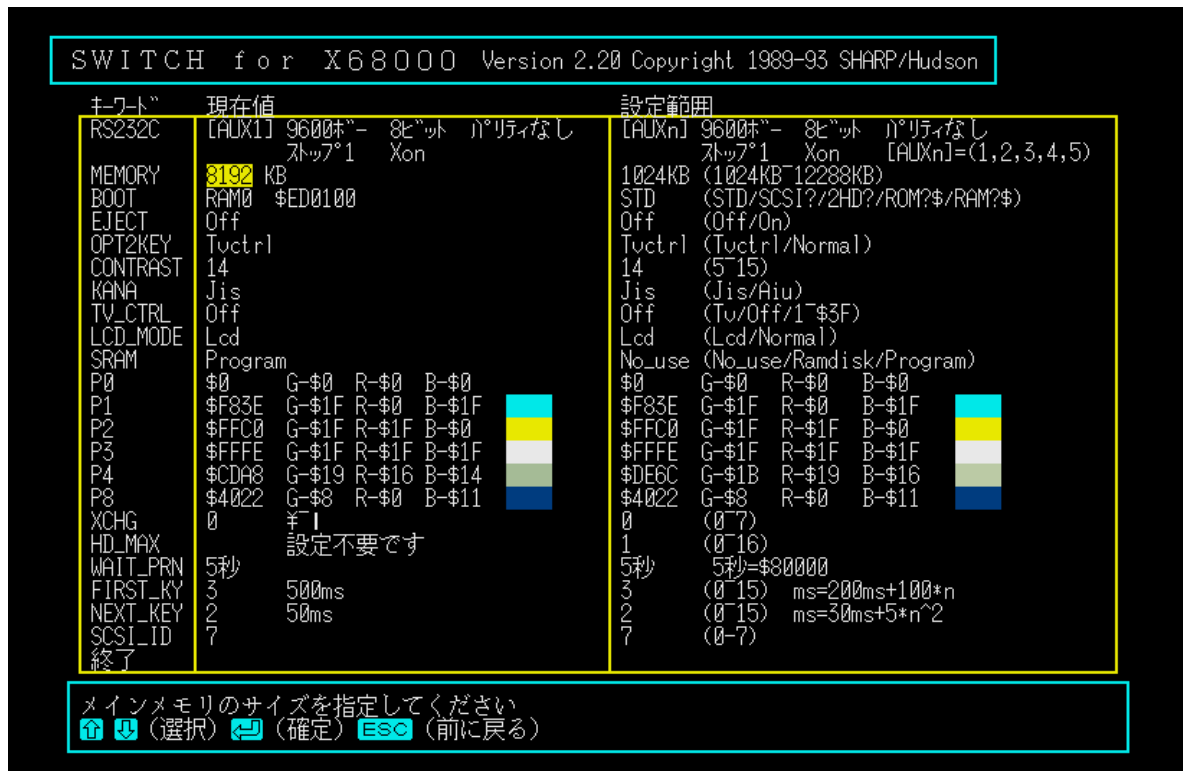 SWITCH for X68000 Version 2.20 Copyright 1989-93 SHARP/Hudson
ｷｰﾜｰﾄﾞ 現在値 設定範囲
RS232C [AUX1] 9600ﾎﾞｰ 8ﾋﾞｯﾄ ﾊﾟﾘﾃｨなし [AUXn] 9600ﾎﾞｰ 8ﾋﾞｯﾄ ﾊﾟﾘﾃｨなし
ｽﾄｯﾌﾟ1 Xon ｽﾄｯﾌﾟ1 Xon [AUXn]=(1,2,3,4,5)
MEMORY 8192 KB 1024KB (1024KB‾12288KB)
BOOT RAM0 $ED0100 STD (STD/SCSI?/2HD?/ROM?$/RAM?$)
EJECT Off Off (Off/On)
OPT2KEY Tvctrl Tvctrl (Tvctrl/Normal)
CONTRAST 14 14 (5‾15)
KANA Jis Jis (Jis/Aiu)
TV_CTRL Off Off (Tv/Off/1‾$3F)
LCD_MODE Lcd Lcd (Lcd/Normal)
SRAM Program No_use (No_use/Ramdisk/Program)
P0 $0 G-$0 R-$0 B-$0 $0 G-$0 R-$0 B-$0
P1 $F83E G-$1F R-$0 B-$1F $F83E G-$1F R-$0 B-$1F
P2 $FFC0 G-$1F R-$1F B-$0 $FFC0 G-$1F R-$1F B-$0
P3 $FFFE G-$1F R-$1F B-$1F $FFFE G-$1F R-$1F B-$1F
P4 $CDA8 G-$19 R-$16 B-$14 $DE6C G-$1B R-$19 B-$16
P8 $4022 G-$8 R-$0 B-$11 $4022 G-$8 R-$0 B-$11
XCHG 0 ¥‾| 0 (0‾7)
HD_MAX 設定不要です 1 (0‾16)
WAIT_PRN 5秒 5秒 5秒=$80000
FIRST_KY 3 500ms 3 (0‾15) ms=200ms+100*n
NEXT_KEY 2 50ms 2 (0‾15) ms=30ms+5*n^2
SCSI_ID 7 7 (0-7)
終了
メインメモリのサイズを指定してください
⇧ ⇩ (選択) ⏎ (確定) ESC (前に戻る)